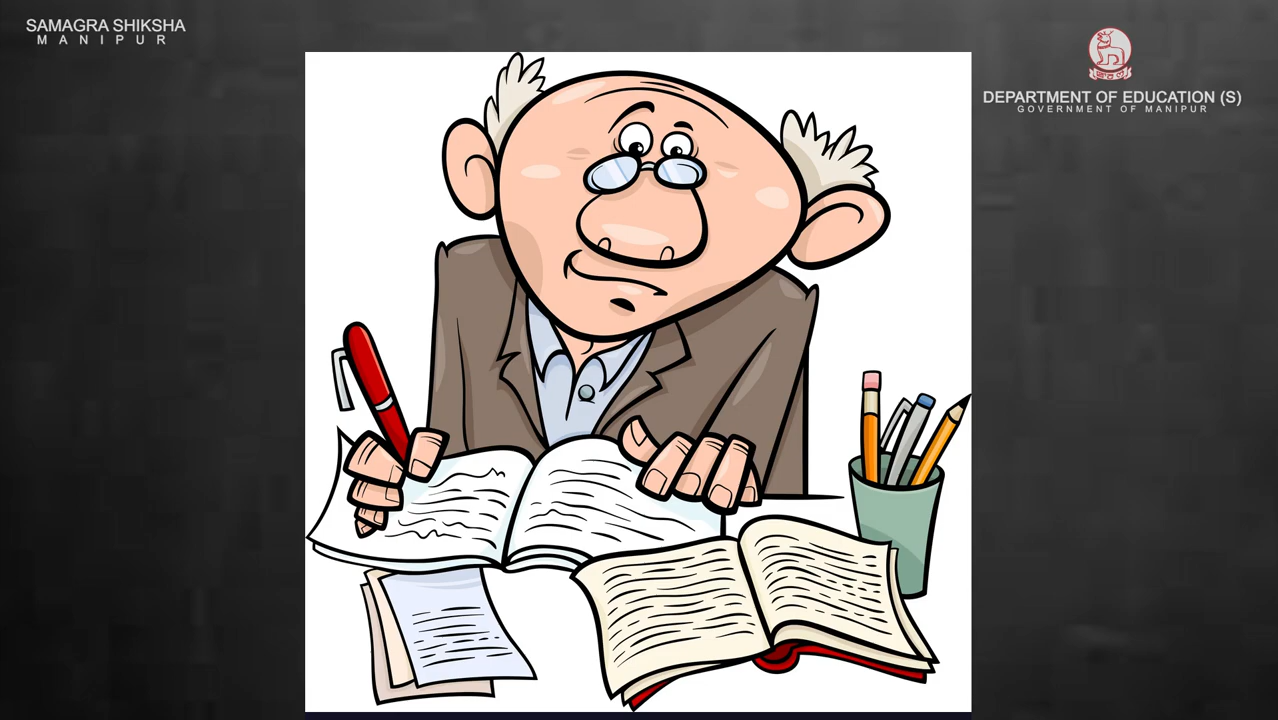 SAMAGRA SHIKSHA
MANIPUR
DEPARTMENT OF EDUCATION (S)
GOVERNMENT OF MANIPUR